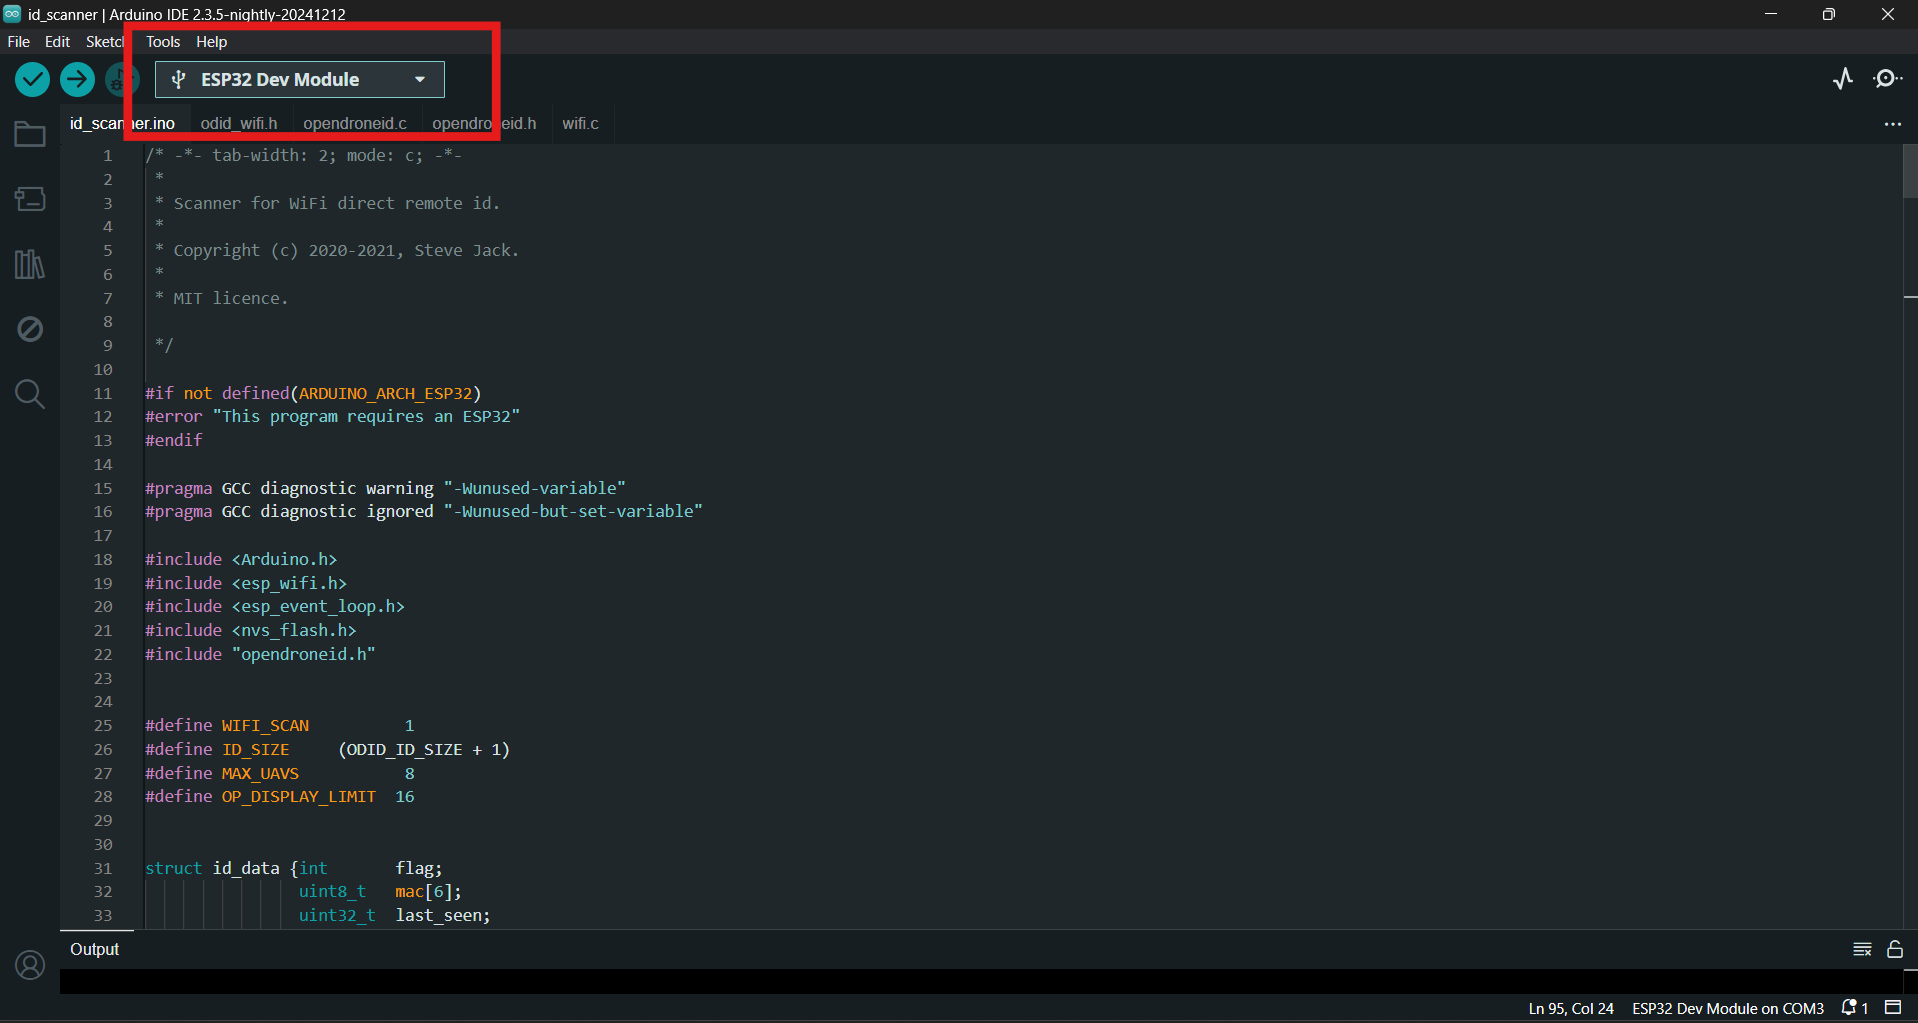 id_scanner | Arduino IDE 2.3.5-nightly-20241212
File Edit Sketch Tools Help
ESP32 Dev Module
id_scanner.ino odid_wifi.h opendroneid.c opendroneid.h wifi.c ...
1 /* -*- tab-width: 2; mode: c; -*-
2 *
3 * Scanner for WiFi direct remote id.
4 *
5 * Copyright (c) 2020-2021, Steve Jack.
6 *
7 * MIT licence.
8
9 */
10
11 #if not defined(ARDUINO_ARCH_ESP32)
12 #error "This program requires an ESP32"
13 #endif
14
15 #pragma GCC diagnostic warning "-Wunused-variable"
16 #pragma GCC diagnostic ignored "-Wunused-but-set-variable"
17
18 #include <Arduino.h>
19 #include <esp_wifi.h>
20 #include <esp_event_loop.h>
21 #include <nvs_flash.h>
22 #include "opendroneid.h"
23
24
25 #define WIFI_SCAN 1
26 #define ID_SIZE (ODID_ID_SIZE + 1)
27 #define MAX_UAVS 8
28 #define OP_DISPLAY_LIMIT 16
29
30
31 struct id_data {int flag;
32 uint8_t mac[6];
33 uint32_t last_seen;
Output
Ln 95, Col 24 ESP32 Dev Module on COM3 1